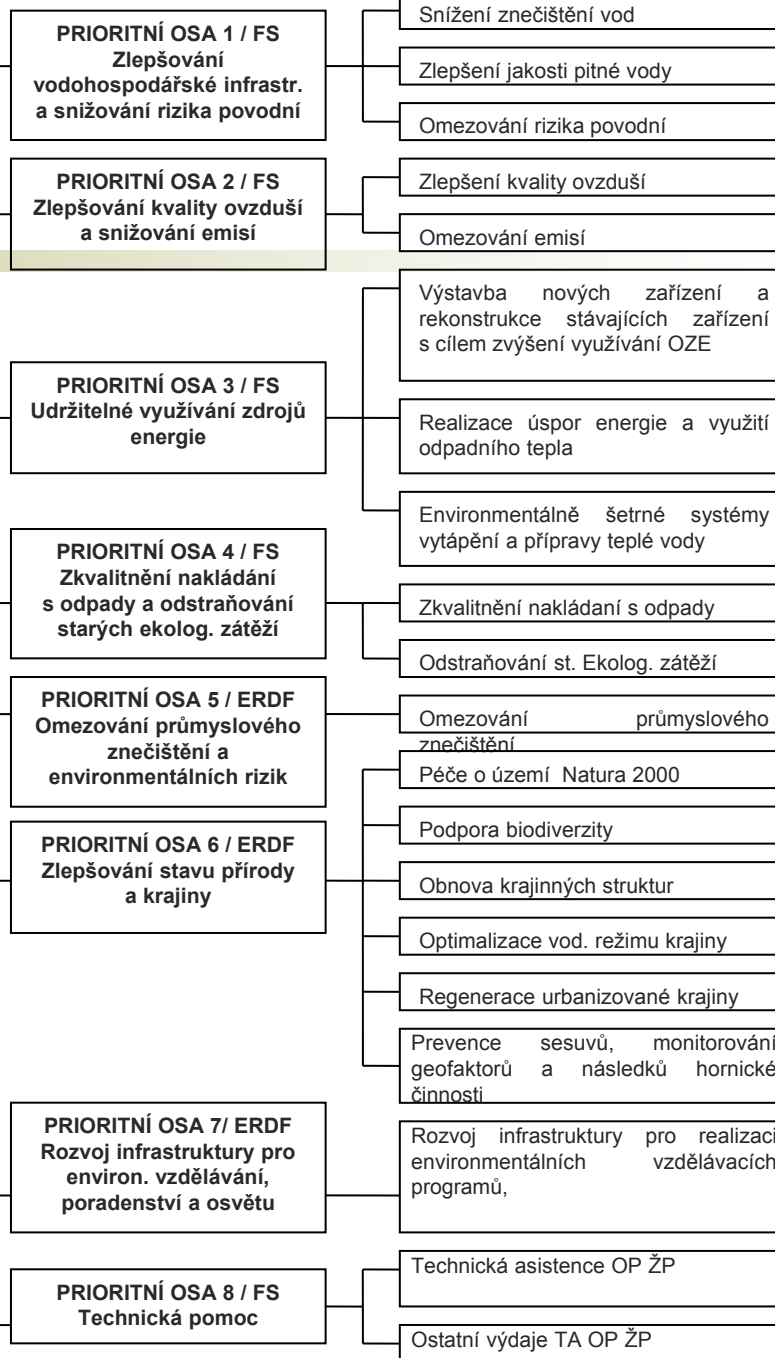 PRIORITNÍ OSA 1 / FS
Zlepšování
vodohospodářské infrastr.
a snižování rizika povodní
Snížení znečištění vod
Zlepšení jakosti pitné vody
Omezování rizika povodní
PRIORITNÍ OSA 2 / FS
Zlepšování kvality ovzduší
a snižování emisí
Zlepšení kvality ovzduší
Omezování emisí
PRIORITNÍ OSA 3 / FS
Udržitelné využívání zdrojů
energie
Výstavba nových zařízení a
rekonstrukce stávajících zařízení
s cílem zvýšení využívání OZE
Realizace úspor energie a využití
odpadního tepla
Environmentálně šetrné systémy
vytápění a přípravy teplé vody
PRIORITNÍ OSA 4 / FS
Zkvalitnění nakládání
s odpady a odstraňování
starých ekolog. zátěží
Zkvalitnění nakládaní s odpady
Odstraňování st. Ekolog. zátěží
PRIORITNÍ OSA 5 / ERDF
Omezování průmyslového
znečištění a
environmentálních rizik
Omezování průmyslového
znečištění
PRIORITNÍ OSA 6 / ERDF
Zlepšování stavu přírody
a krajiny
Péče o území Natura 2000
Podpora biodiverzity
Obnova krajinných struktur
Optimalizace vod. režimu krajiny
Regenerace urbanizované krajiny
Prevence sesuvů, monitorování
geofaktorů a následků hornické
činnosti
PRIORITNÍ OSA 7/ ERDF
Rozvoj infrastruktury pro
environ. vzdělávání,
poradenství a osvětu
Rozvoj infrastruktury pro realizaci
environmentálních vzdělávacích
programů,
PRIORITNÍ OSA 8 / FS
Technická pomoc
Technická asistence OP ŽP
Ostatní výdaje TA OP ŽP